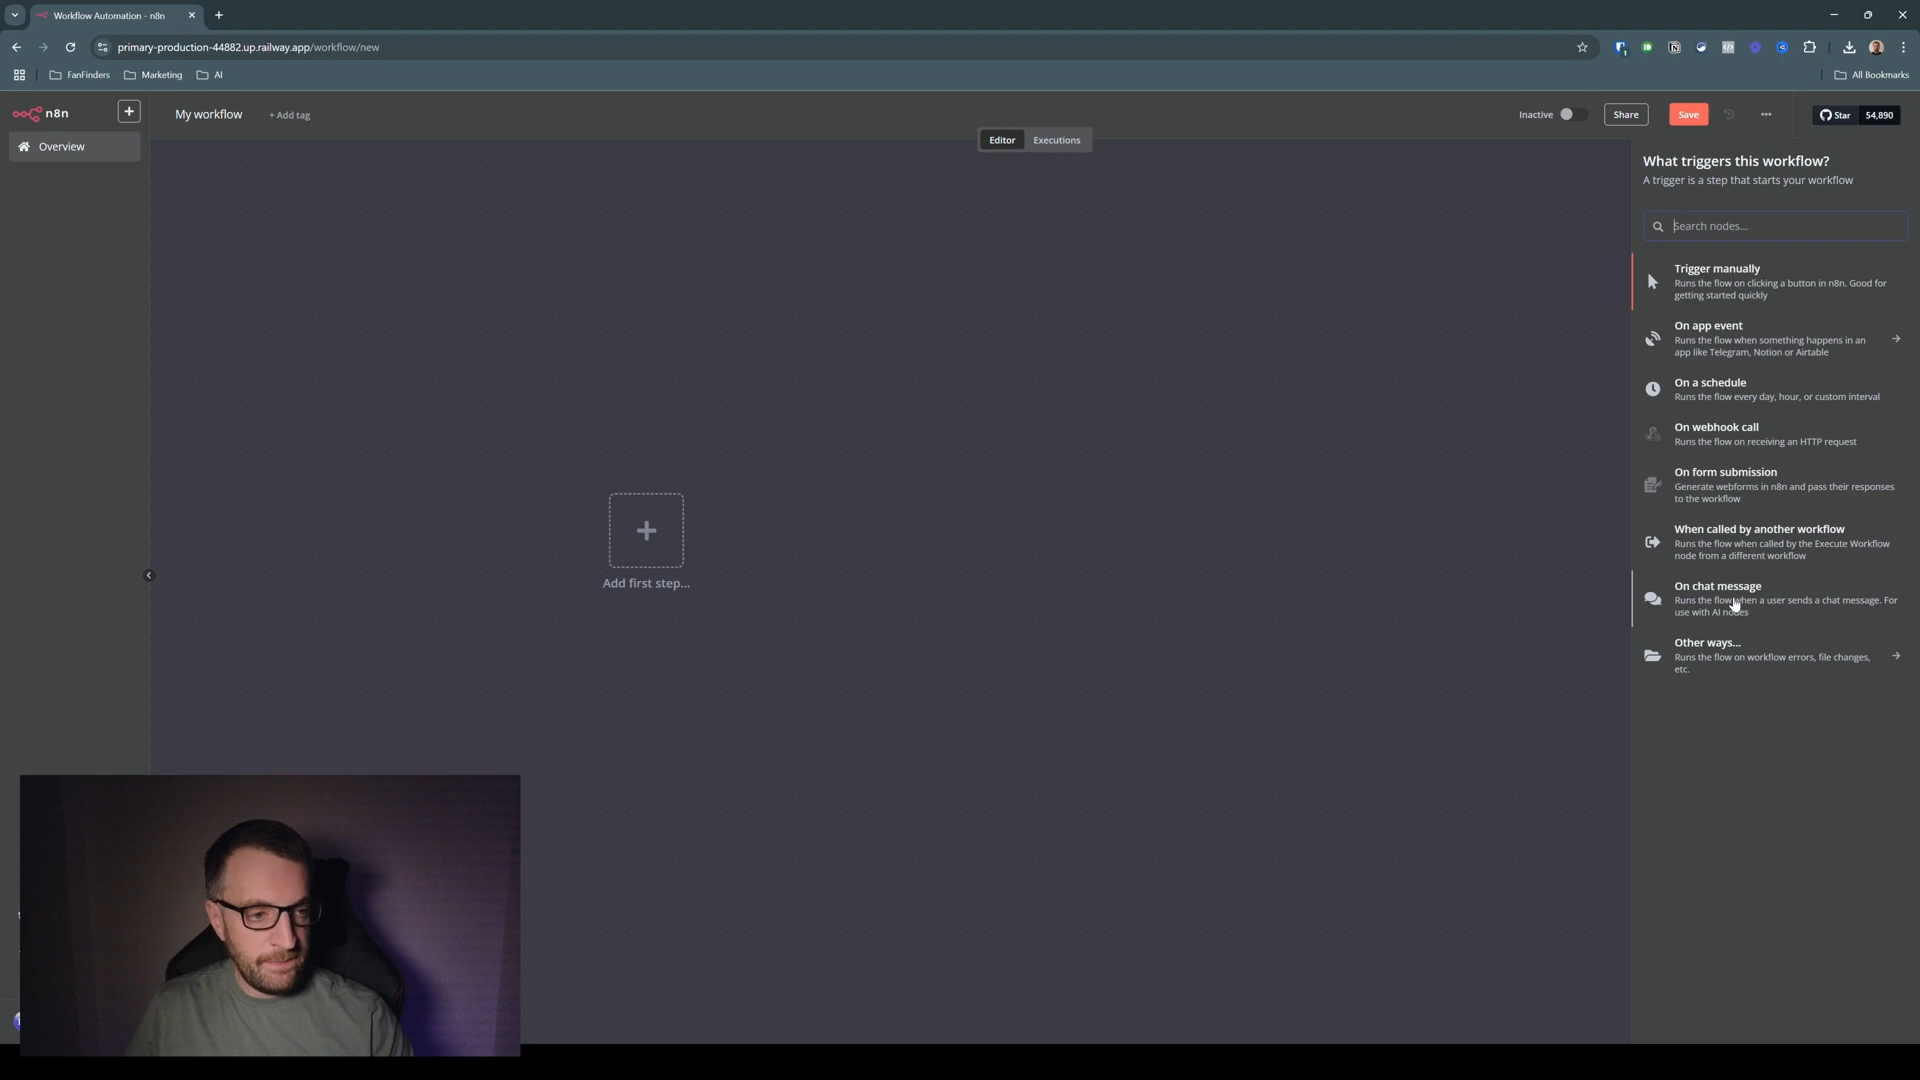 Workflow Automation - n8n
primary-production-44882.up.railway.app/workflow/new
FanFinders
Marketing
AI
All Bookmarks
n8n
My workflow
+ Add tag
Inactive
Share
Save
Star
54,890
Overview
Editor
Executions
What triggers this workflow?
A trigger is a step that starts your workflow
Search nodes...
Trigger manually
Runs the flow on clicking a button in n8n. Good for
getting started quickly
On app event
Runs the flow when something happens in an
app like Telegram, Notion or Airtable
On a schedule
Runs the flow every day, hour, or custom interval
On webhook call
Runs the flow on receiving an HTTP request
On form submission
Generate webforms in n8n and pass their responses
to the workflow
When called by another workflow
Runs the flow when called by the Execute Workflow
node from a different workflow
On chat message
Runs the flow when a user sends a chat message. For
use with AI nodes
Other ways...
Runs the flow on workflow errors, file changes,
etc.
Add first step...